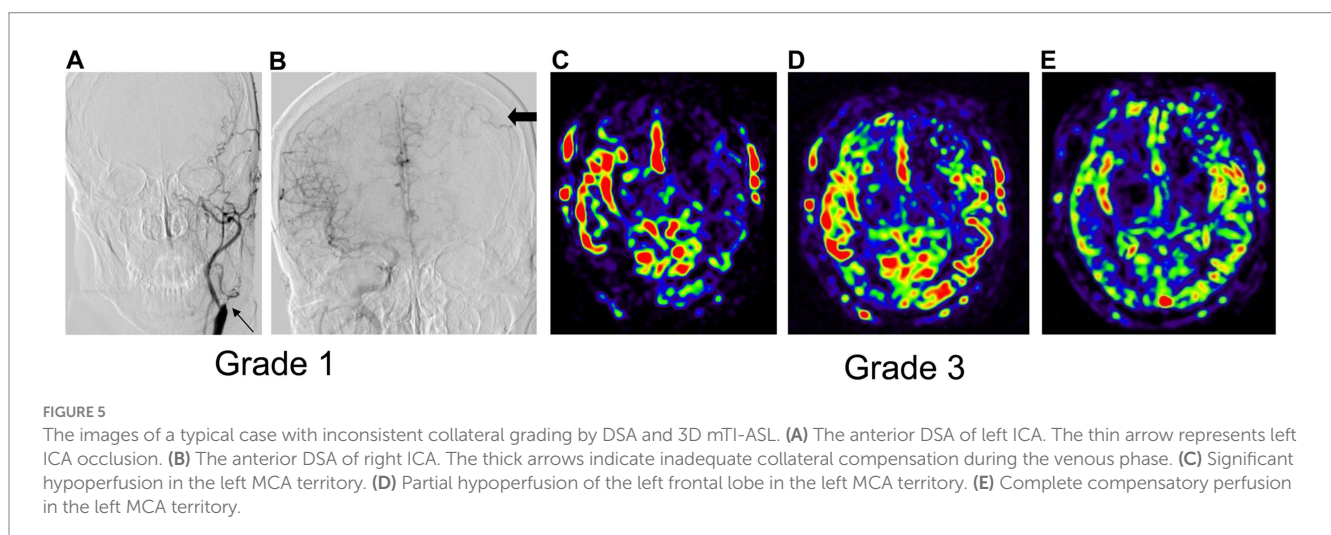 A B C D E
Grade 1 Grade 3
FIGURE 5
The images of a typical case with inconsistent collateral grading by DSA and 3D mTI-ASL. (A) The anterior DSA of left ICA. The thin arrow represents left
ICA occlusion. (B) The anterior DSA of right ICA. The thick arrows indicate inadequate collateral compensation during the venous phase. (C) Significant
hypoperfusion in the left MCA territory. (D) Partial hypoperfusion of the left frontal lobe in the left MCA territory. (E) Complete compensatory perfusion
in the left MCA territory.